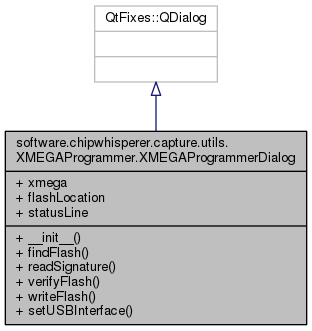 QtFixes::QDialog
software.chipwhisperer.capture.utils.
XMEGAProgrammer.XMEGAProgrammerDialog
+ xmega
+ flashLocation
+ statusLine
+ __init__()
+ findFlash()
+ readSignature()
+ verifyFlash()
+ writeFlash()
+ setUSBInterface()